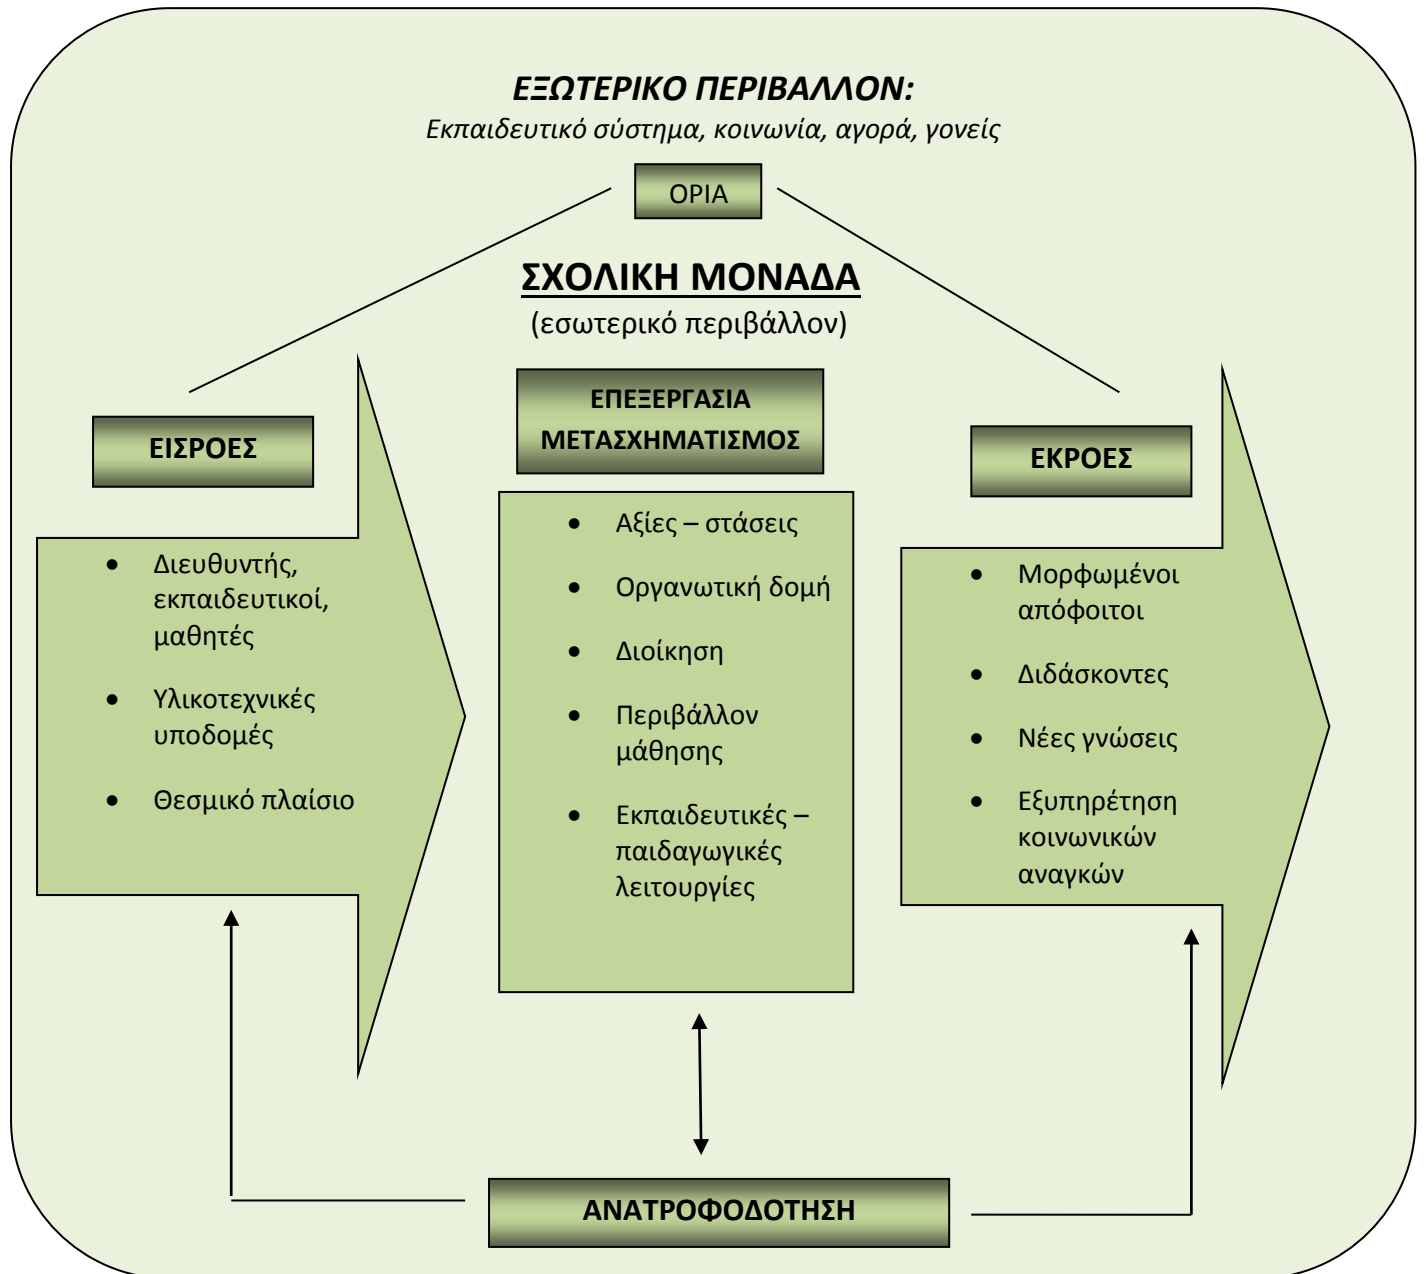 ΕΞΩΤΕΡΙΚΟ ΠΕΡΙΒΑΛΛΟΝ:
Εκπαιδευτικό σύστημα, κοινωνία, αγορά, γονείς
ΟΡΙΑ
ΣΧΟΛΙΚΗ ΜΟΝΑΔΑ
(εσωτερικό περιβάλλον)
ΕΙΣΡΟΕΣ
• Διευθυντής,
εκπαιδευτικοί,
μαθητές
• Υλικοτεχνικές
υποδομές
• Θεσμικό πλαίσιο
ΕΠΕΞΕΡΓΑΣΙΑ
ΜΕΤΑΣΧΗΜΑΤΙΣΜΟΣ
• Αξίες – στάσεις
• Οργανωτική δομή
• Διοίκηση
• Περιβάλλον
μάθησης
• Εκπαιδευτικές –
παιδαγωγικές
λειτουργίες
ΕΚΡΟΕΣ
• Μορφωμένοι
απόφοιτοι
• Διδάσκοντες
• Νέες γνώσεις
• Εξυπηρέτηση
κοινωνικών
αναγκών
ΑΝΑΤΡΟΦΟΔΟΤΗΣΗ